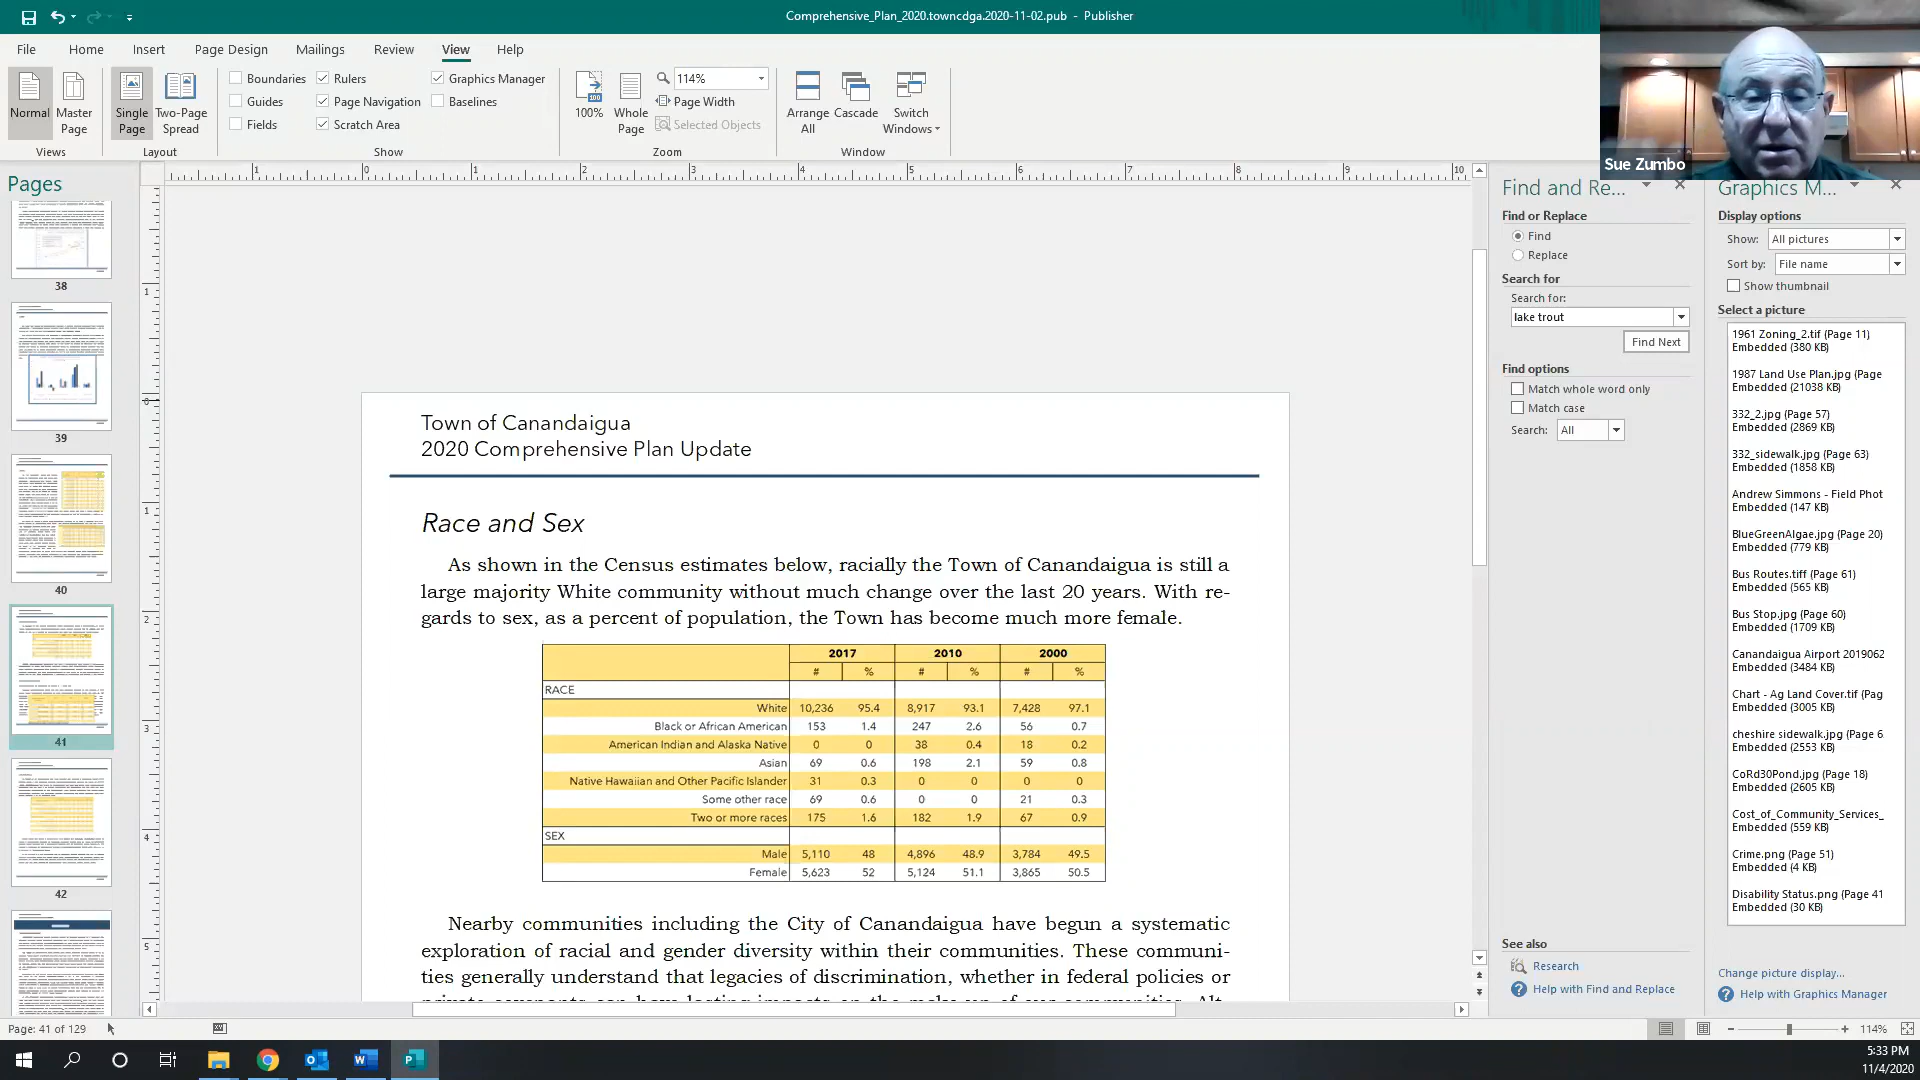 Comprehensive_Plan_2020.towncdga.2020-11-02.pub - Publisher
File Home Insert Page Design Mailings Review View Help
Normal
Master Page
Single Page
Two-Page Spread
Boundaries
Guides
Fields
Rulers
Page Navigation
Scratch Area
Graphics Manager
Baselines
100%
Whole Page
114%
Page Width
Selected Objects
Arrange All
Cascade
Switch Windows
Views Layout Show Zoom Window
Sue Zumbo
Pages
38
39
40
41
42
Town of Canandaigua
2020 Comprehensive Plan Update
Race and Sex
As shown in the Census estimates below, racially the Town of Canandaigua is still a
large majority White community without much change over the last 20 years. With re-
gards to sex, as a percent of population, the Town has become much more female.
2017 2010 2000
# % # % # %
RACE
White 10,236 95.4 8,917 93.1 7,428 97.1
Black or African American 153 1.4 247 2.6 56 0.7
American Indian and Alaska Native 0 0 38 0.4 18 0.2
Asian 69 0.6 198 2.1 59 0.8
Native Hawaiian and Other Pacific Islander 31 0.3 0 0 0 0
Some other race 69 0.6 0 0 21 0.3
Two or more races 175 1.6 182 1.9 67 0.9
SEX
Male 5,110 48 4,896 48.9 3,784 49.5
Female 5,623 52 5,124 51.1 3,865 50.5
Nearby communities including the City of Canandaigua have begun a systematic
exploration of racial and gender diversity within their communities. These communi-
ties generally understand that legacies of discrimination, whether in federal policies or
Find and Re...
Find or Replace
Find
Replace
Search for
Search for:
lake trout
Find Next
Find options
Match whole word only
Match case
Search: All
See also
Research
Help with Find and Replace
Graphics M...
Display options
Show: All pictures
Sort by: File name
Show thumbnail
Select a picture
1961 Zoning_2.tif (Page 11)
Embedded (380 KB)
1987 Land Use Plan.jpg (Page
Embedded (21038 KB)
332_2.jpg (Page 57)
Embedded (2869 KB)
332_sidewalk.jpg (Page 63)
Embedded (1858 KB)
Andrew Simmons - Field Phot
Embedded (147 KB)
BlueGreenAlgae.jpg (Page 20)
Embedded (779 KB)
Bus Routes.tiff (Page 61)
Embedded (565 KB)
Bus Stop.jpg (Page 60)
Embedded (1709 KB)
Canandaigua Airport 2019062
Embedded (3484 KB)
Chart - Ag Land Cover.tif (Pag
Embedded (3005 KB)
cheshire sidewalk.jpg (Page 6
Embedded (2553 KB)
CoRd30Pond.jpg (Page 18)
Embedded (2605 KB)
Cost_of_Community_Services_
Embedded (559 KB)
Crime.png (Page 51)
Embedded (4 KB)
Disability Status.png (Page 41
Embedded (30 KB)
Change picture display...
Help with Graphics Manager
Page: 41 of 129
114%
5:33 PM
11/4/2020